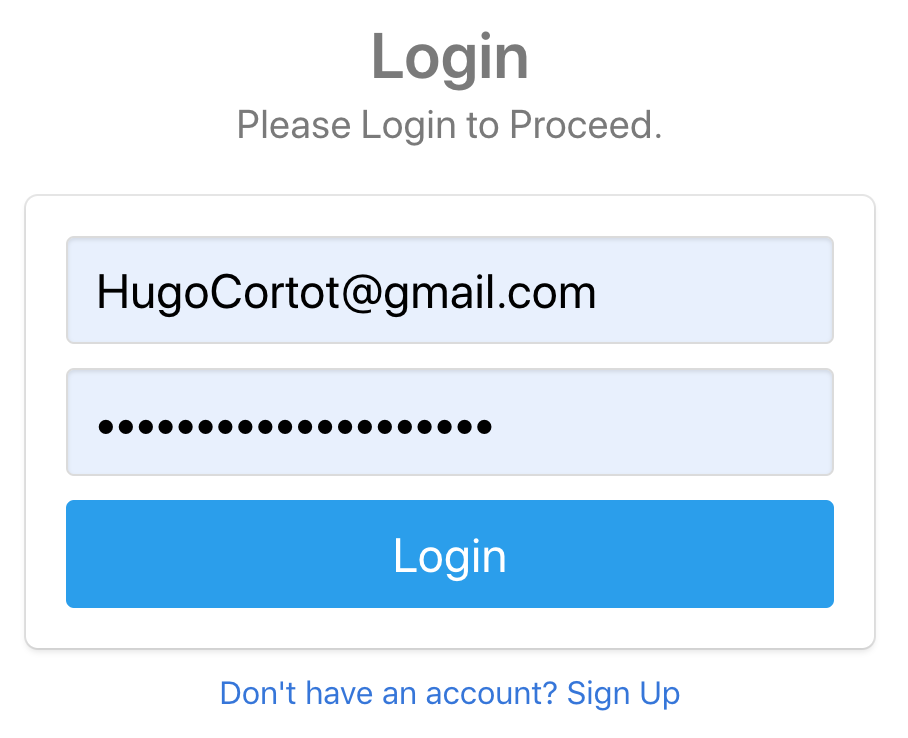 Login
Please Login to Proceed.
HugoCortot@gmail.com
••••••••••••••••••••
Login
Don't have an account? Sign Up